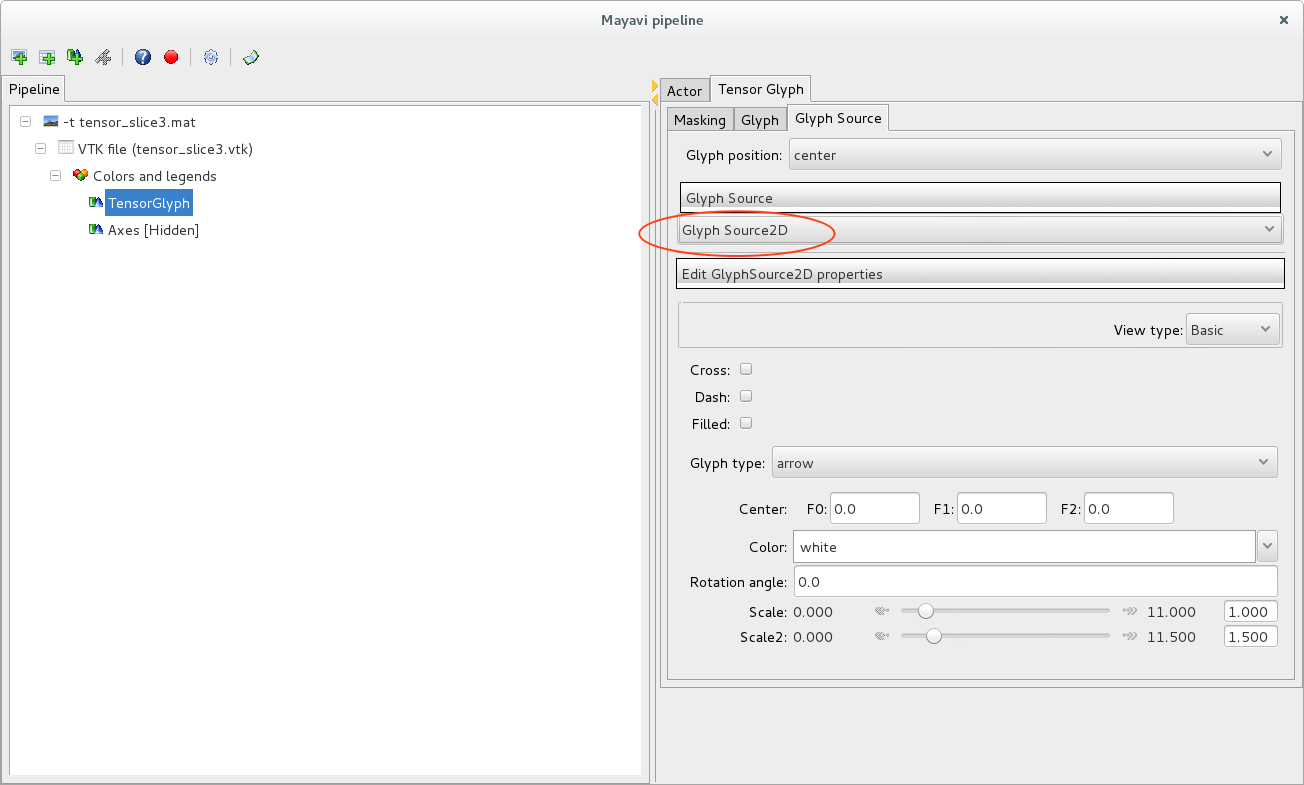 Mayavi pipeline
Pipeline
-t tensor_slice3.mat
VTK file (tensor_slice3.vtk)
Colors and legends
TensorGlyph
Axes [Hidden]
Actor Tensor Glyph
Masking Glyph Glyph Source
Glyph position: center
Glyph Source
Glyph Source2D
Edit GlyphSource2D properties
View type: Basic
Cross:
Dash:
Filled:
Glyph type: arrow
Center: F0: 0.0 F1: 0.0 F2: 0.0
Color: white
Rotation angle: 0.0
Scale: 0.000 11.000 1.000
Scale2: 0.000 11.500 1.500